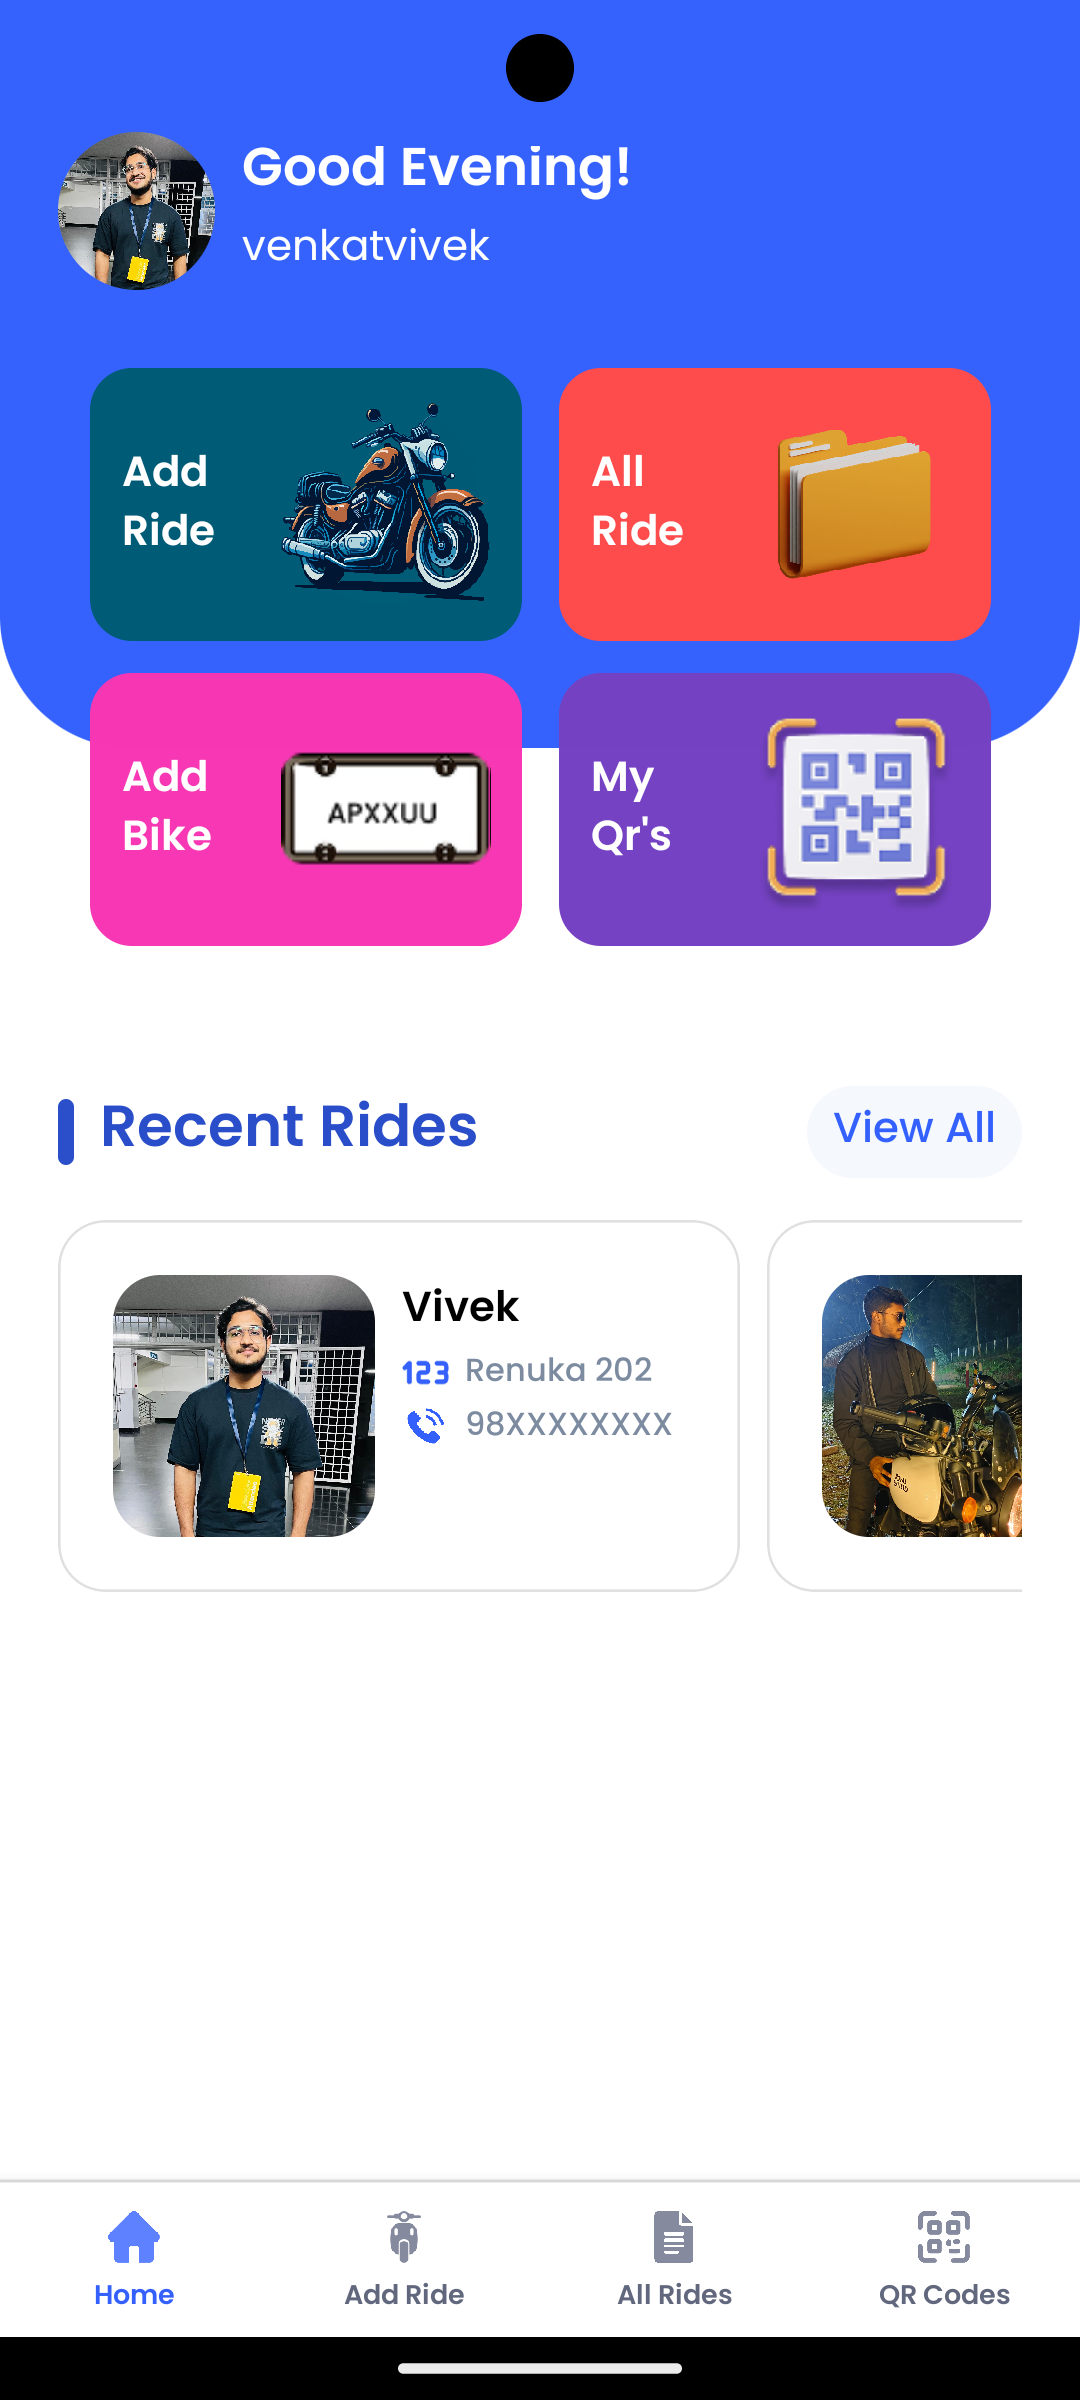 Good Evening!
venkatvivek
Add
Ride
All
Ride
Add
Bike
APXXUU
My
Qr's
Recent Rides
View All
Vivek
123 Renuka 202
98XXXXXXXX
Home
Add Ride
All Rides
QR Codes